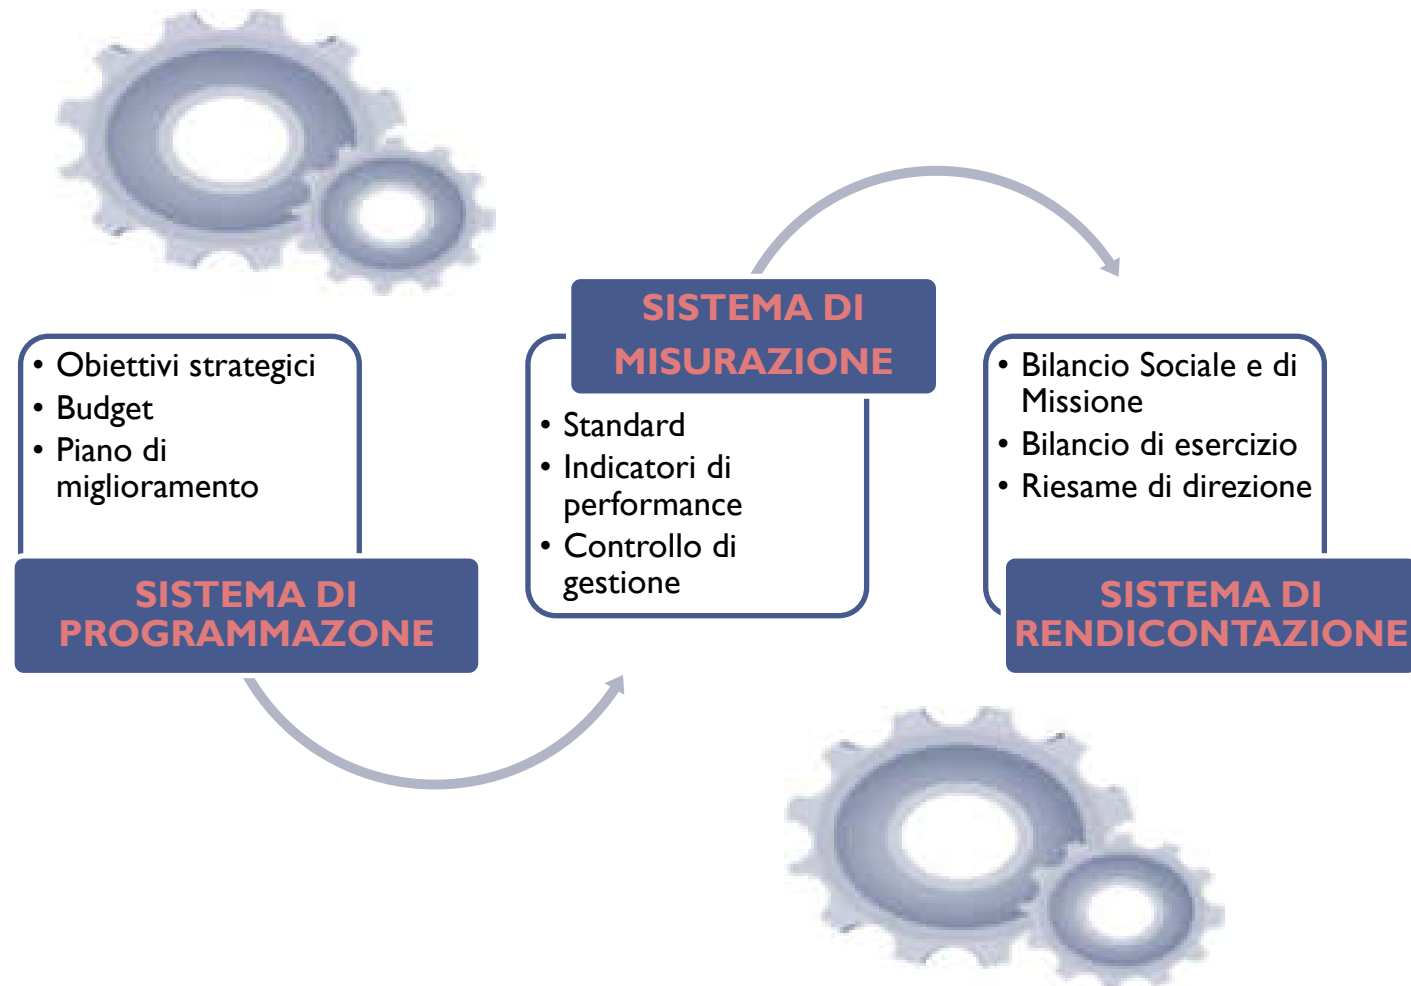 • Obiettivi strategici
• Budget
• Piano di
miglioramento
SISTEMA DI
PROGRAMMAZONE
SISTEMA DI
MISURAZIONE
• Standard
• Indicatori di
performance
• Controllo di
gestione
• Bilancio Sociale e di
Missione
• Bilancio di esercizio
• Riesame di direzione
SISTEMA DI
RENDICONTAZIONE